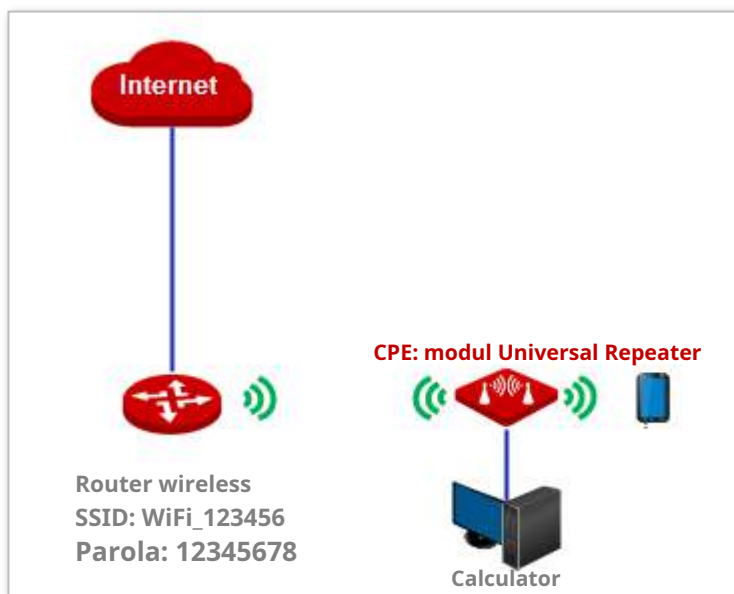 Internet
CPE: modul Universal Repeater
Router wireless
SSID: WiFi_123456
Parola: 12345678
Calculator